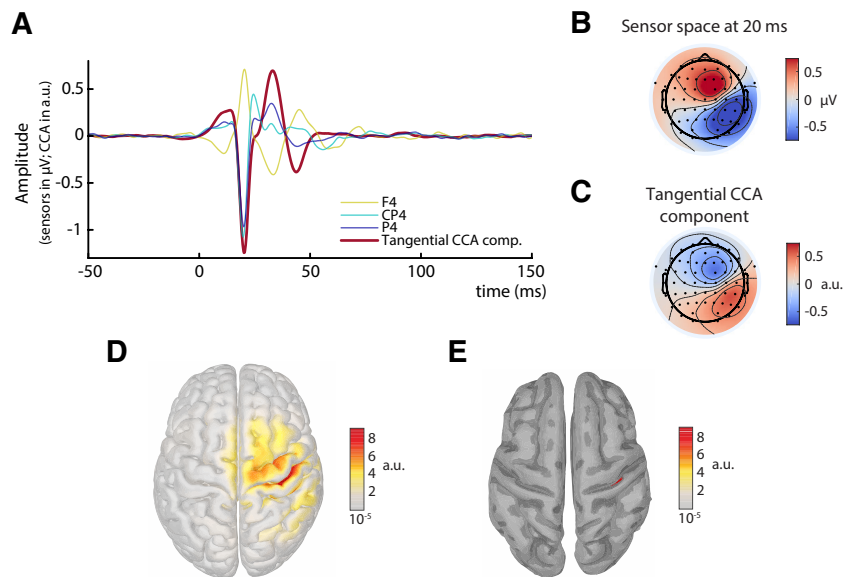 A
0.5
0
-0.5
-1
Amplitude
(sensors in µV; CCA in a.u.)
F4
CP4
P4
Tangential CCA comp.
-50
0
50
100
150
time (ms)
B
Sensor space at 20 ms
0.5
0
-0.5
µV
C
Tangential CCA
component
0.5
0
-0.5
a.u.
D
8
6
4
2
10-5
a.u.
E
8
6
4
2
10-5
a.u.